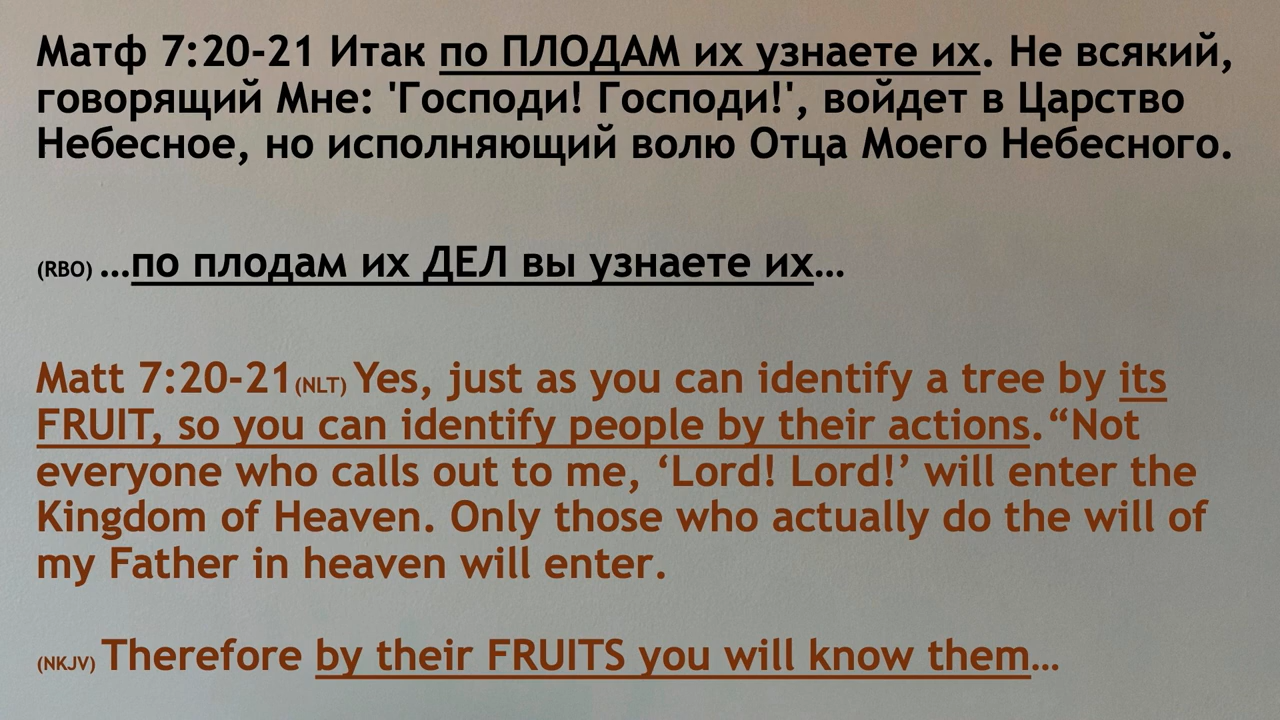 Матф 7:20-21 Итак по ПЛОДАМ их узнаете их. Не всякий,
говорящий Мне: 'Господи! Господи!', войдет в Царство
Небесное, но исполняющий волю Отца Моего Небесного.
(RBO) …по плодам их ДЕЛ вы узнаете их…
Matt 7:20-21(NLT) Yes, just as you can identify a tree by its
FRUIT, so you can identify people by their actions. “Not
everyone who calls out to me, ‘Lord! Lord!’ will enter the
Kingdom of Heaven. Only those who actually do the will of
my Father in heaven will enter.
(NKJV) Therefore by their FRUITS you will know them…